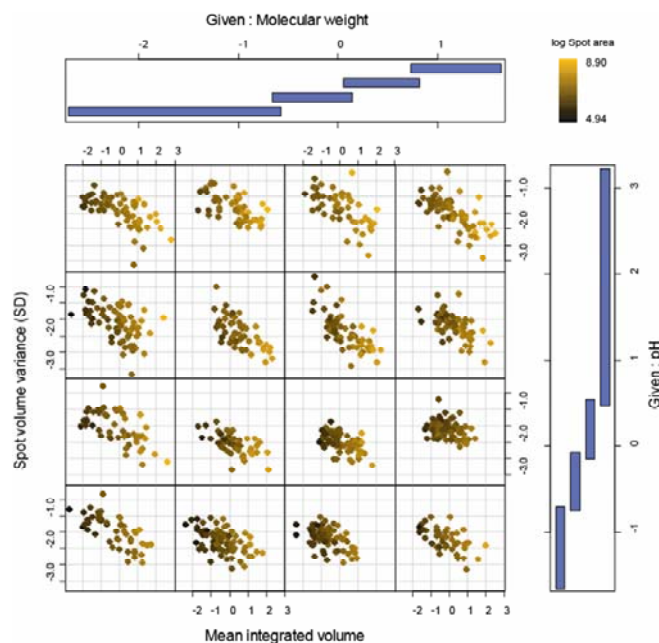 Given : Molecular weight
-2 -1 0 1
log Spot area
8.90
4.94
-2 -1 0 1 2 3 -2 -1 0 1 2 3
-1.0
-2.0
-3.0
-1.0
-2.0
-3.0
-1.0
-2.0
-3.0
-1.0
-2.0
-3.0
Spot volume variance (SD)
3
2
1
0
-1
Given : pH
-2 -1 0 1 2 3 -2 -1 0 1 2 3
Mean integrated volume